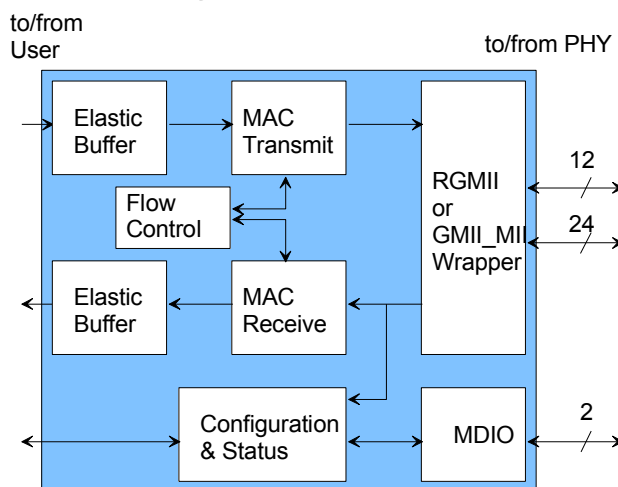 to/from
User
to/from PHY
Elastic
Buffer
MAC
Transmit
RGMII
or
GMII_MII
Wrapper
12
24
Flow
Control
Elastic
Buffer
MAC
Receive
Configuration
& Status
MDIO
2